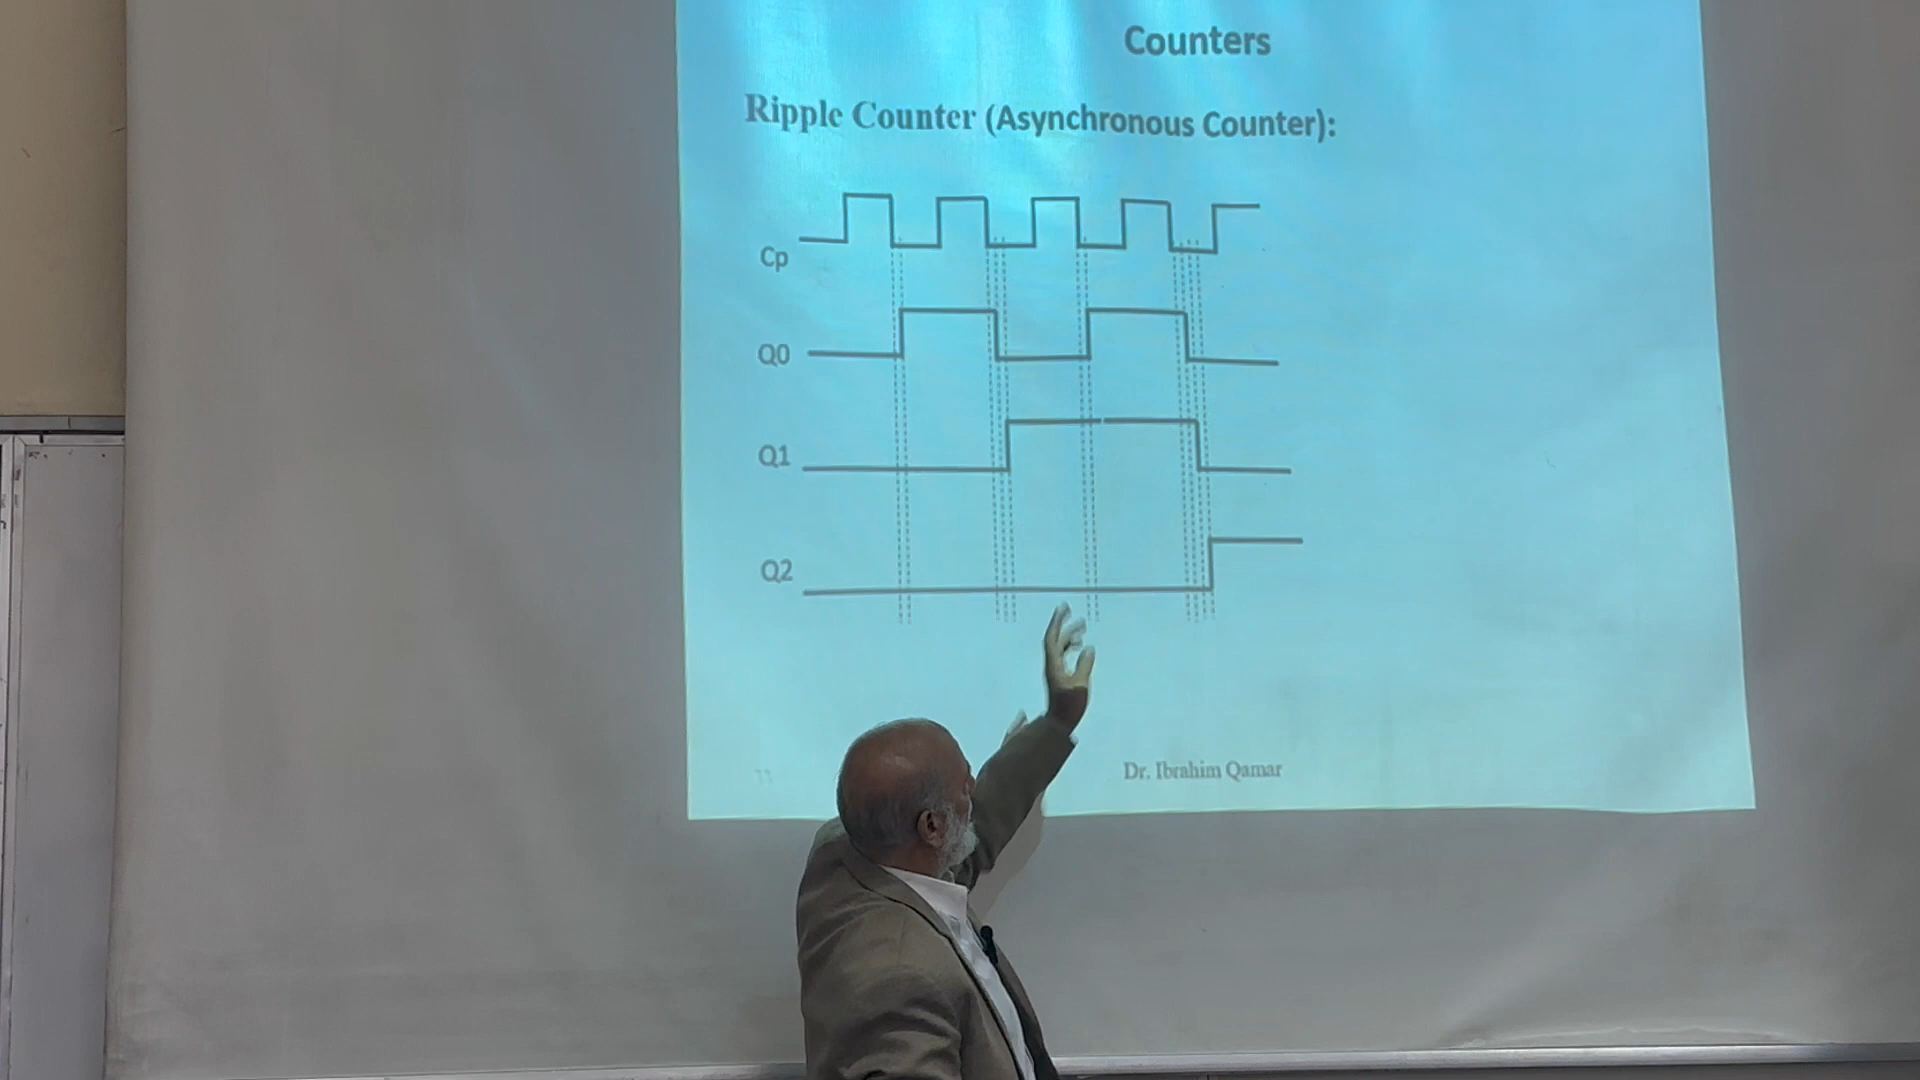 Counters
Ripple Counter (Asynchronous Counter):
Cp
Q0
Q1
Q2
Dr. Ibrahim Qamar